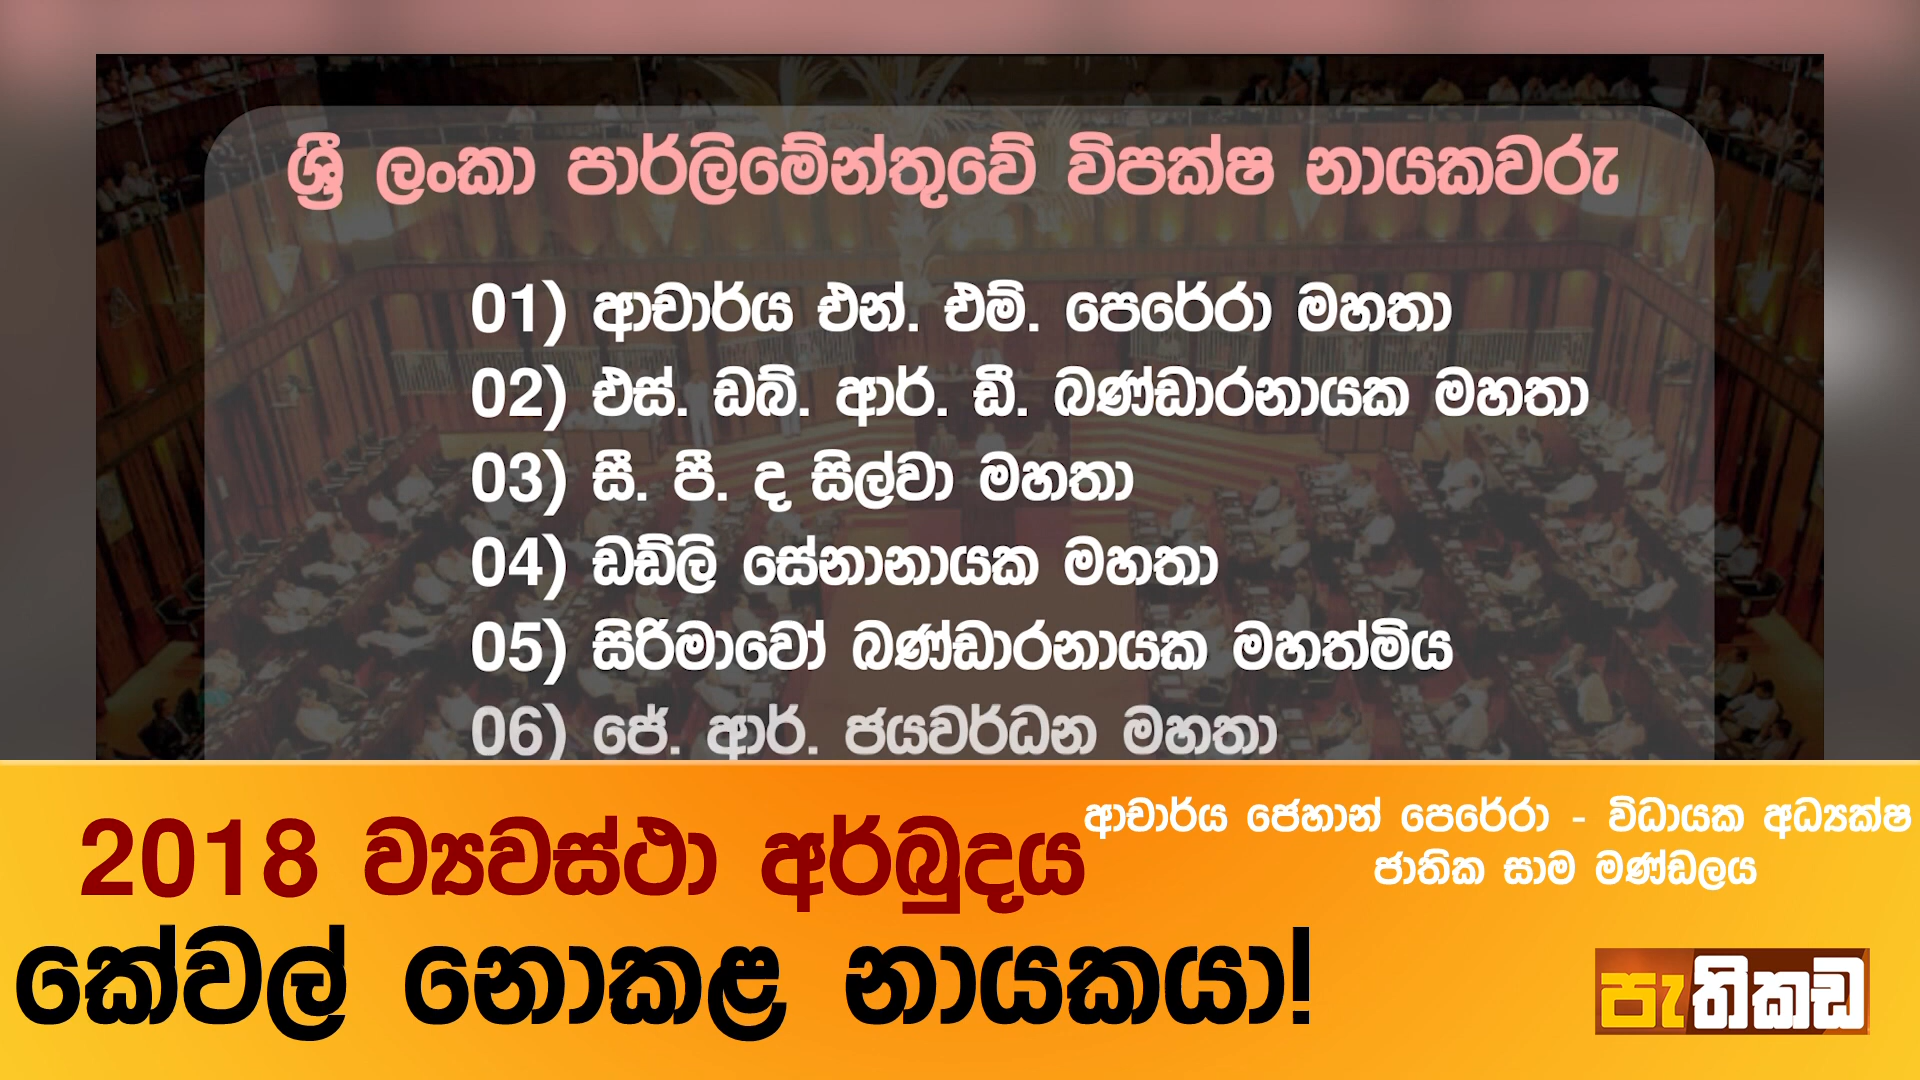 ශ්‍රී ලංකා පාර්ලිමේන්තුවේ විපක්ෂ නායකවරු
01) ආචාර්ය එන්. එම්. පෙරේරා මහතා
02) එස්. ඩබ්. ආර්. ඩී. බණ්ඩාරනායක මහතා
03) සී. පී. ද සිල්වා මහතා
04) ඩඩ්ලි සේනානායක මහතා
05) සිරිමාවෝ බණ්ඩාරනායක මහත්මිය
06) ජේ. ආර්. ජයවර්ධන මහතා
2018 ව්‍යවස්ථා අර්බුදය
කේවල් නොකළ නායකයා!
ආචාර්ය ජෙහාන් පෙරේරා - විධායක අධ්‍යක්ෂ
ජාතික සාම මණ්ඩලය
පැතිකඩ